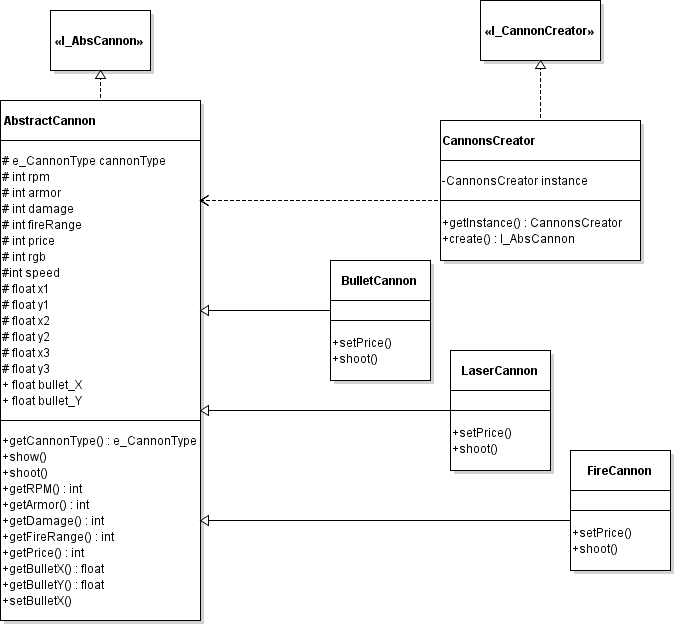 «I_AbsCannon»
«I_CannonCreator»
AbstractCannon
# e_CannonType cannonType
# int rpm
# int armor
# int damage
# int fireRange
# int price
# int rgb
#int speed
# float x1
# float y1
# float x2
# float y2
# float x3
# float y3
+ float bullet_X
+ float bullet_Y
+getCannonType() : e_CannonType
+show()
+shoot()
+getRPM() : int
+getArmor() : int
+getDamage() : int
+getFireRange() : int
+getPrice() : int
+getBulletX() : float
+getBulletY() : float
+setBulletX()
CannonsCreator
-CannonsCreator instance
+getInstance() : CannonsCreator
+create() : I_AbsCannon
BulletCannon
+setPrice()
+shoot()
LaserCannon
+setPrice()
+shoot()
FireCannon
+setPrice()
+shoot()